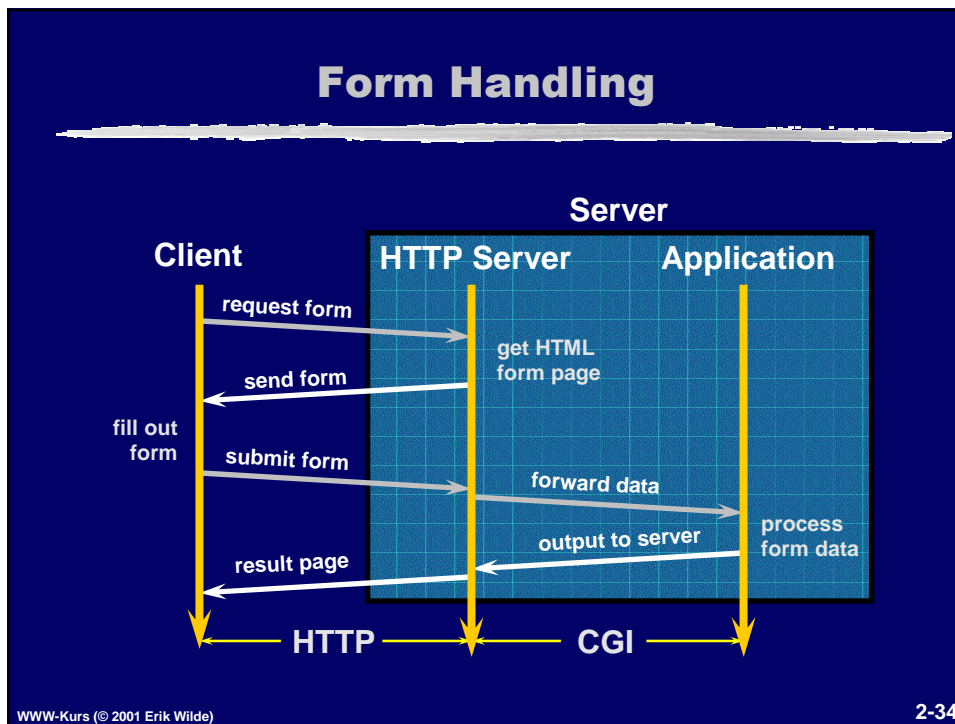 Form Handling
Server
Client
HTTP Server
Application
request form
get HTML
form page
send form
fill out
form
submit form
forward data
process
form data
output to server
result page
HTTP
CGI
WWW-Kurs (© 2001 Erik Wilde)
2-34